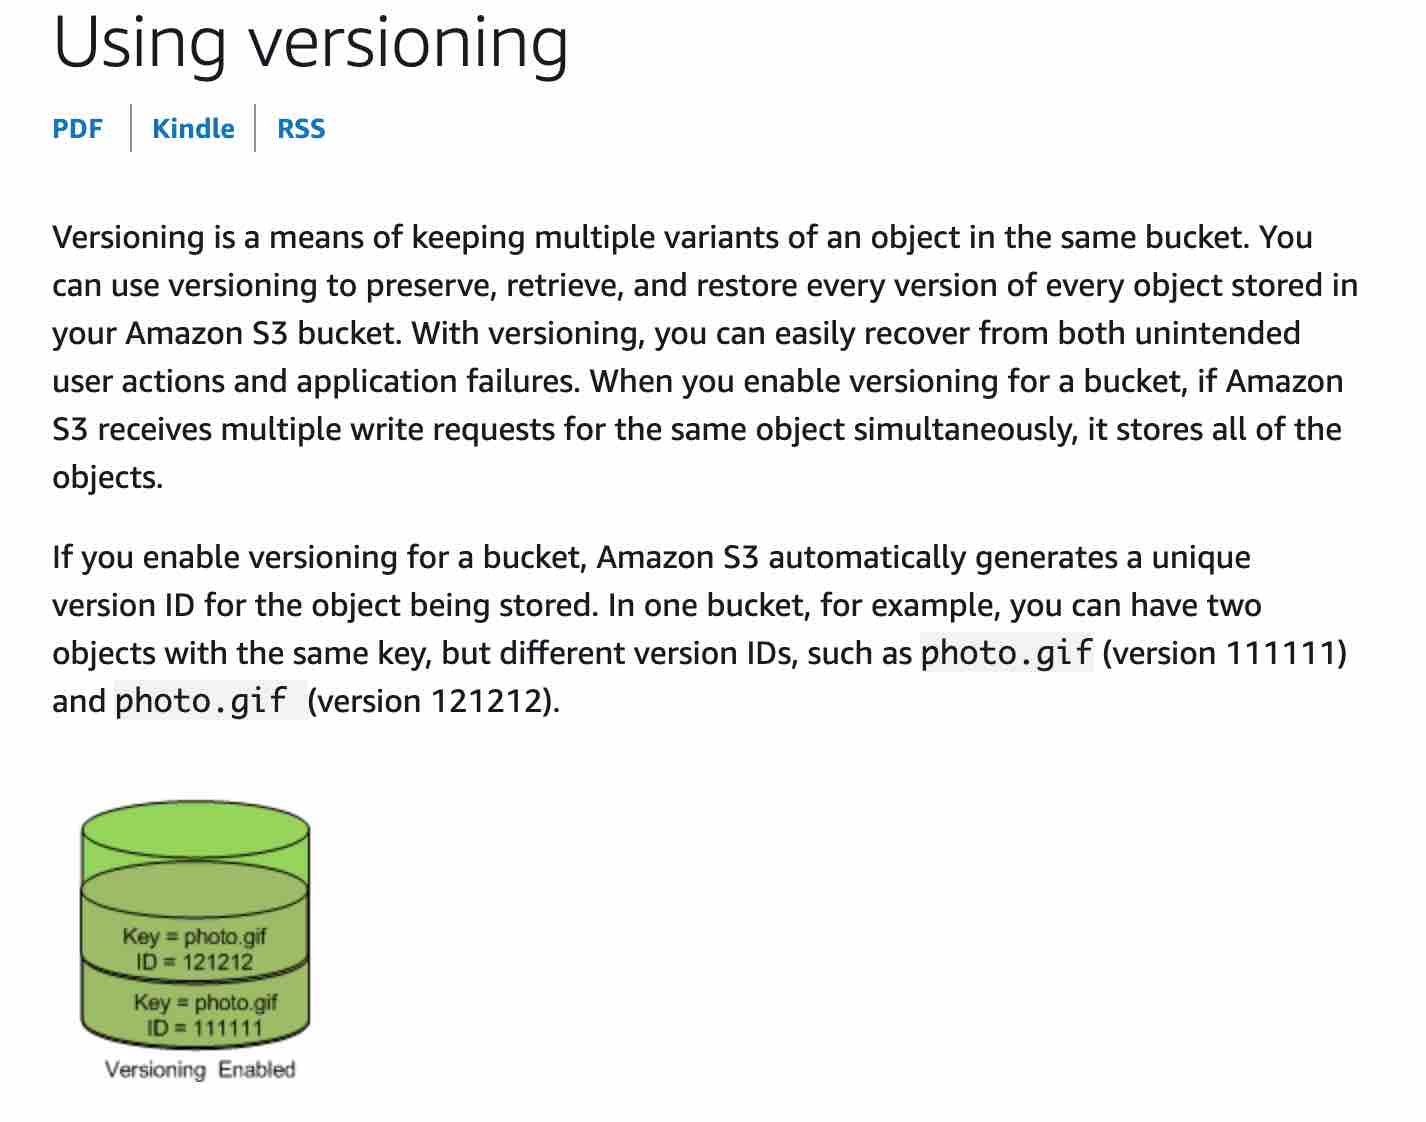 Using versioning
PDF | Kindle | RSS
Versioning is a means of keeping multiple variants of an object in the same bucket. You
can use versioning to preserve, retrieve, and restore every version of every object stored in
your Amazon S3 bucket. With versioning, you can easily recover from both unintended
user actions and application failures. When you enable versioning for a bucket, if Amazon
S3 receives multiple write requests for the same object simultaneously, it stores all of the
objects.
If you enable versioning for a bucket, Amazon S3 automatically generates a unique
version ID for the object being stored. In one bucket, for example, you can have two
objects with the same key, but different version IDs, such as photo.gif (version 111111)
and photo.gif (version 121212).
Key = photo.gif
ID = 121212
Key = photo.gif
ID = 111111
Versioning Enabled